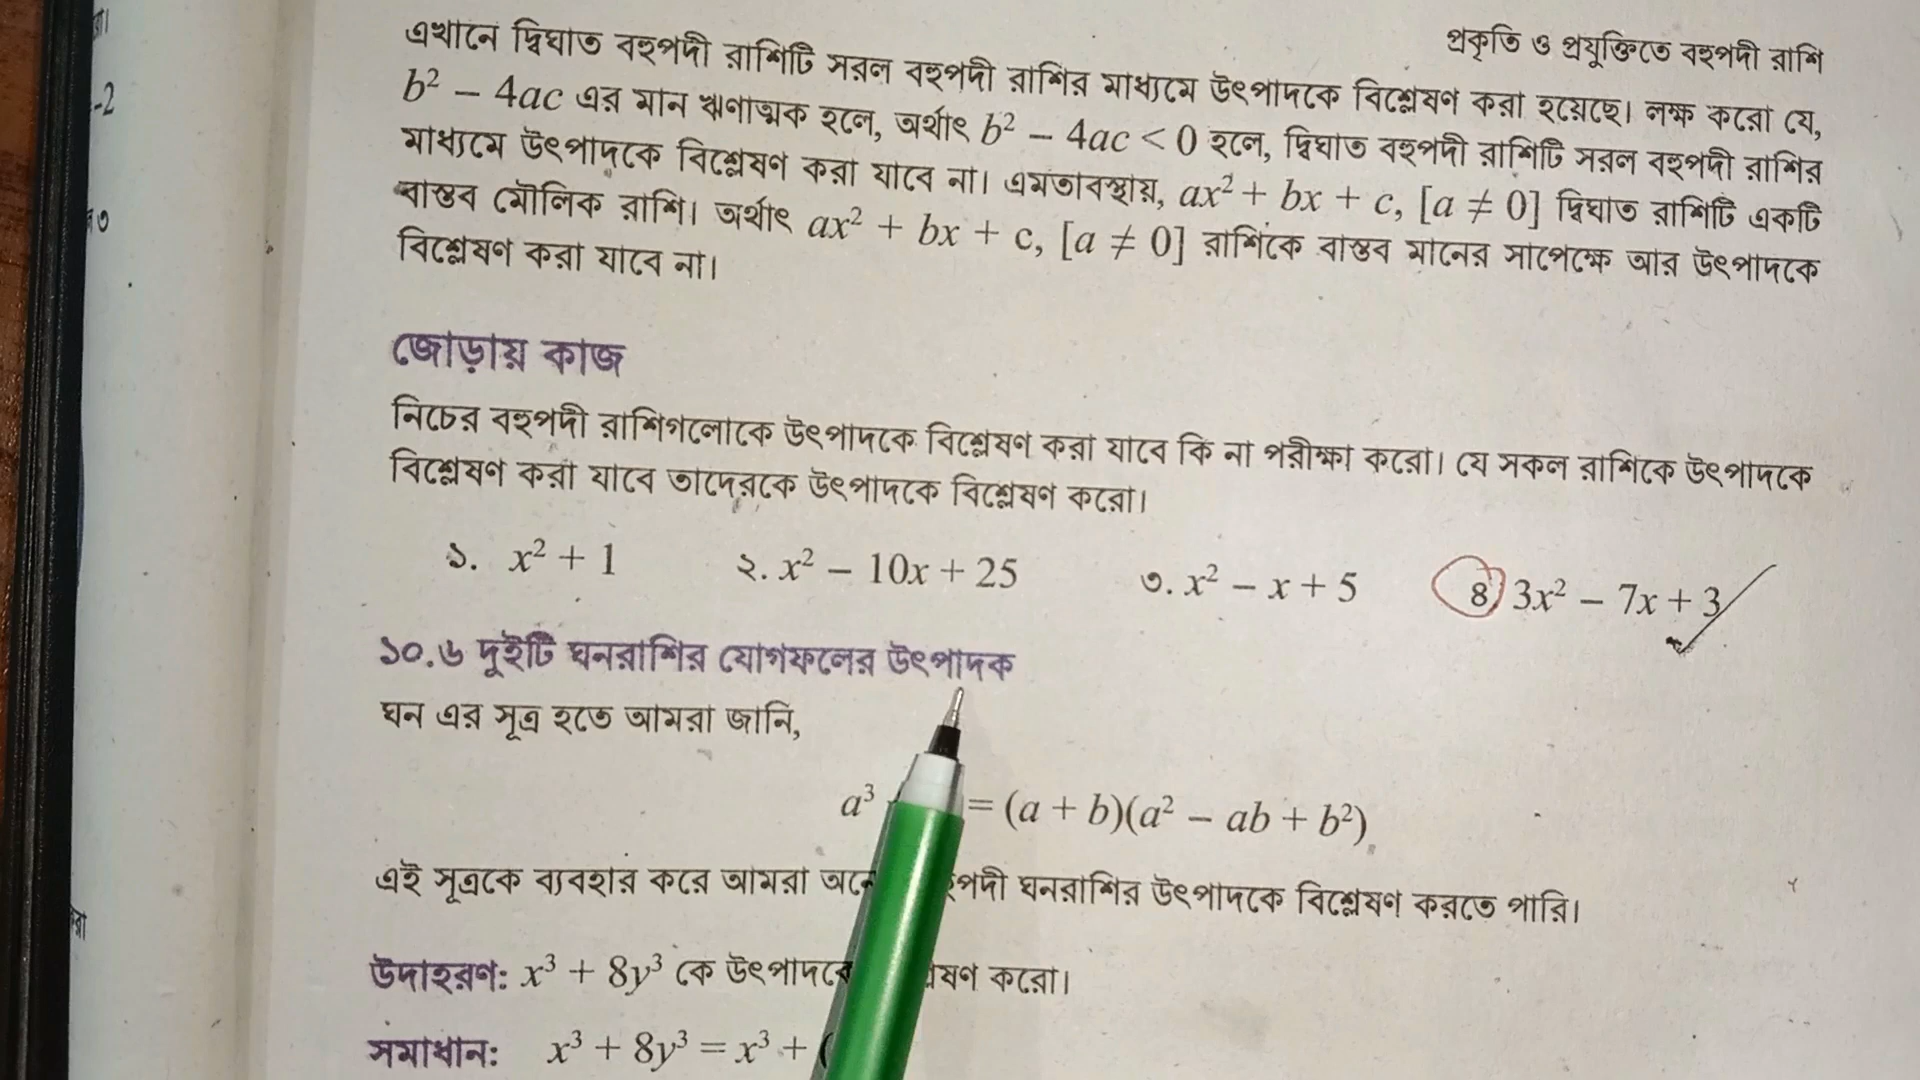 প্রকৃতি ও প্রযুক্তিতে বহুপদী রাশি
এখানে দ্বিঘাত বহুপদী রাশিটি সরল বহুপদী রাশির মাধ্যমে উৎপাদকে বিশ্লেষণ করা হয়েছে। লক্ষ করো যে,
b² – 4ac এর মান ঋণাত্মক হলে, অর্থাৎ b² – 4ac < 0 হলে, দ্বিঘাত বহুপদী রাশিটি সরল বহুপদী রাশির
মাধ্যমে উৎপাদকে বিশ্লেষণ করা যাবে না। এমতাবস্থায়, ax² + bx + c, [a ≠ 0] দ্বিঘাত রাশিটি একটি
বাস্তব মৌলিক রাশি। অর্থাৎ ax² + bx + c, [a ≠ 0] রাশিকে বাস্তব মানের সাপেক্ষে আর উৎপাদকে
বিশ্লেষণ করা যাবে না।
জোড়ায় কাজ
নিচের বহুপদী রাশিগলোকে উৎপাদকে বিশ্লেষণ করা যাবে কি না পরীক্ষা করো। যে সকল রাশিকে উৎপাদকে
বিশ্লেষণ করা যাবে তাদেরকে উৎপাদকে বিশ্লেষণ করো।
১. x² + 1 ২. x² – 10x + 25 ৩. x² – x + 5 8. 3x² – 7x + 3
১০.৬ দুইটি ঘনরাশির যোগফলের উৎপাদক
ঘন এর সূত্র হতে আমরা জানি,
a³ = (a + b)(a² – ab + b²)
এই সূত্রকে ব্যবহার করে আমরা ঘনরাশির উৎপাদকে বিশ্লেষণ করতে পারি।
উদাহরণ: x³ + 8y³ কে করো।
সমাধান: x³ + 8y³ = x³ +
-2
৩